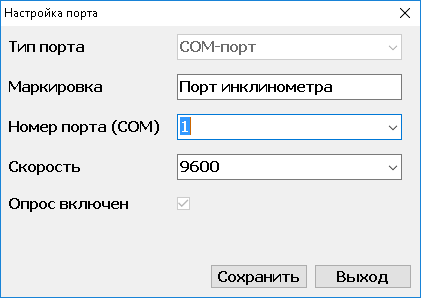 Настройка порта
Тип порта COM-порт
Маркировка Порт инклинометра
Номер порта (COM) 1
Скорость 9600
Опрос включен
Сохранить Выход